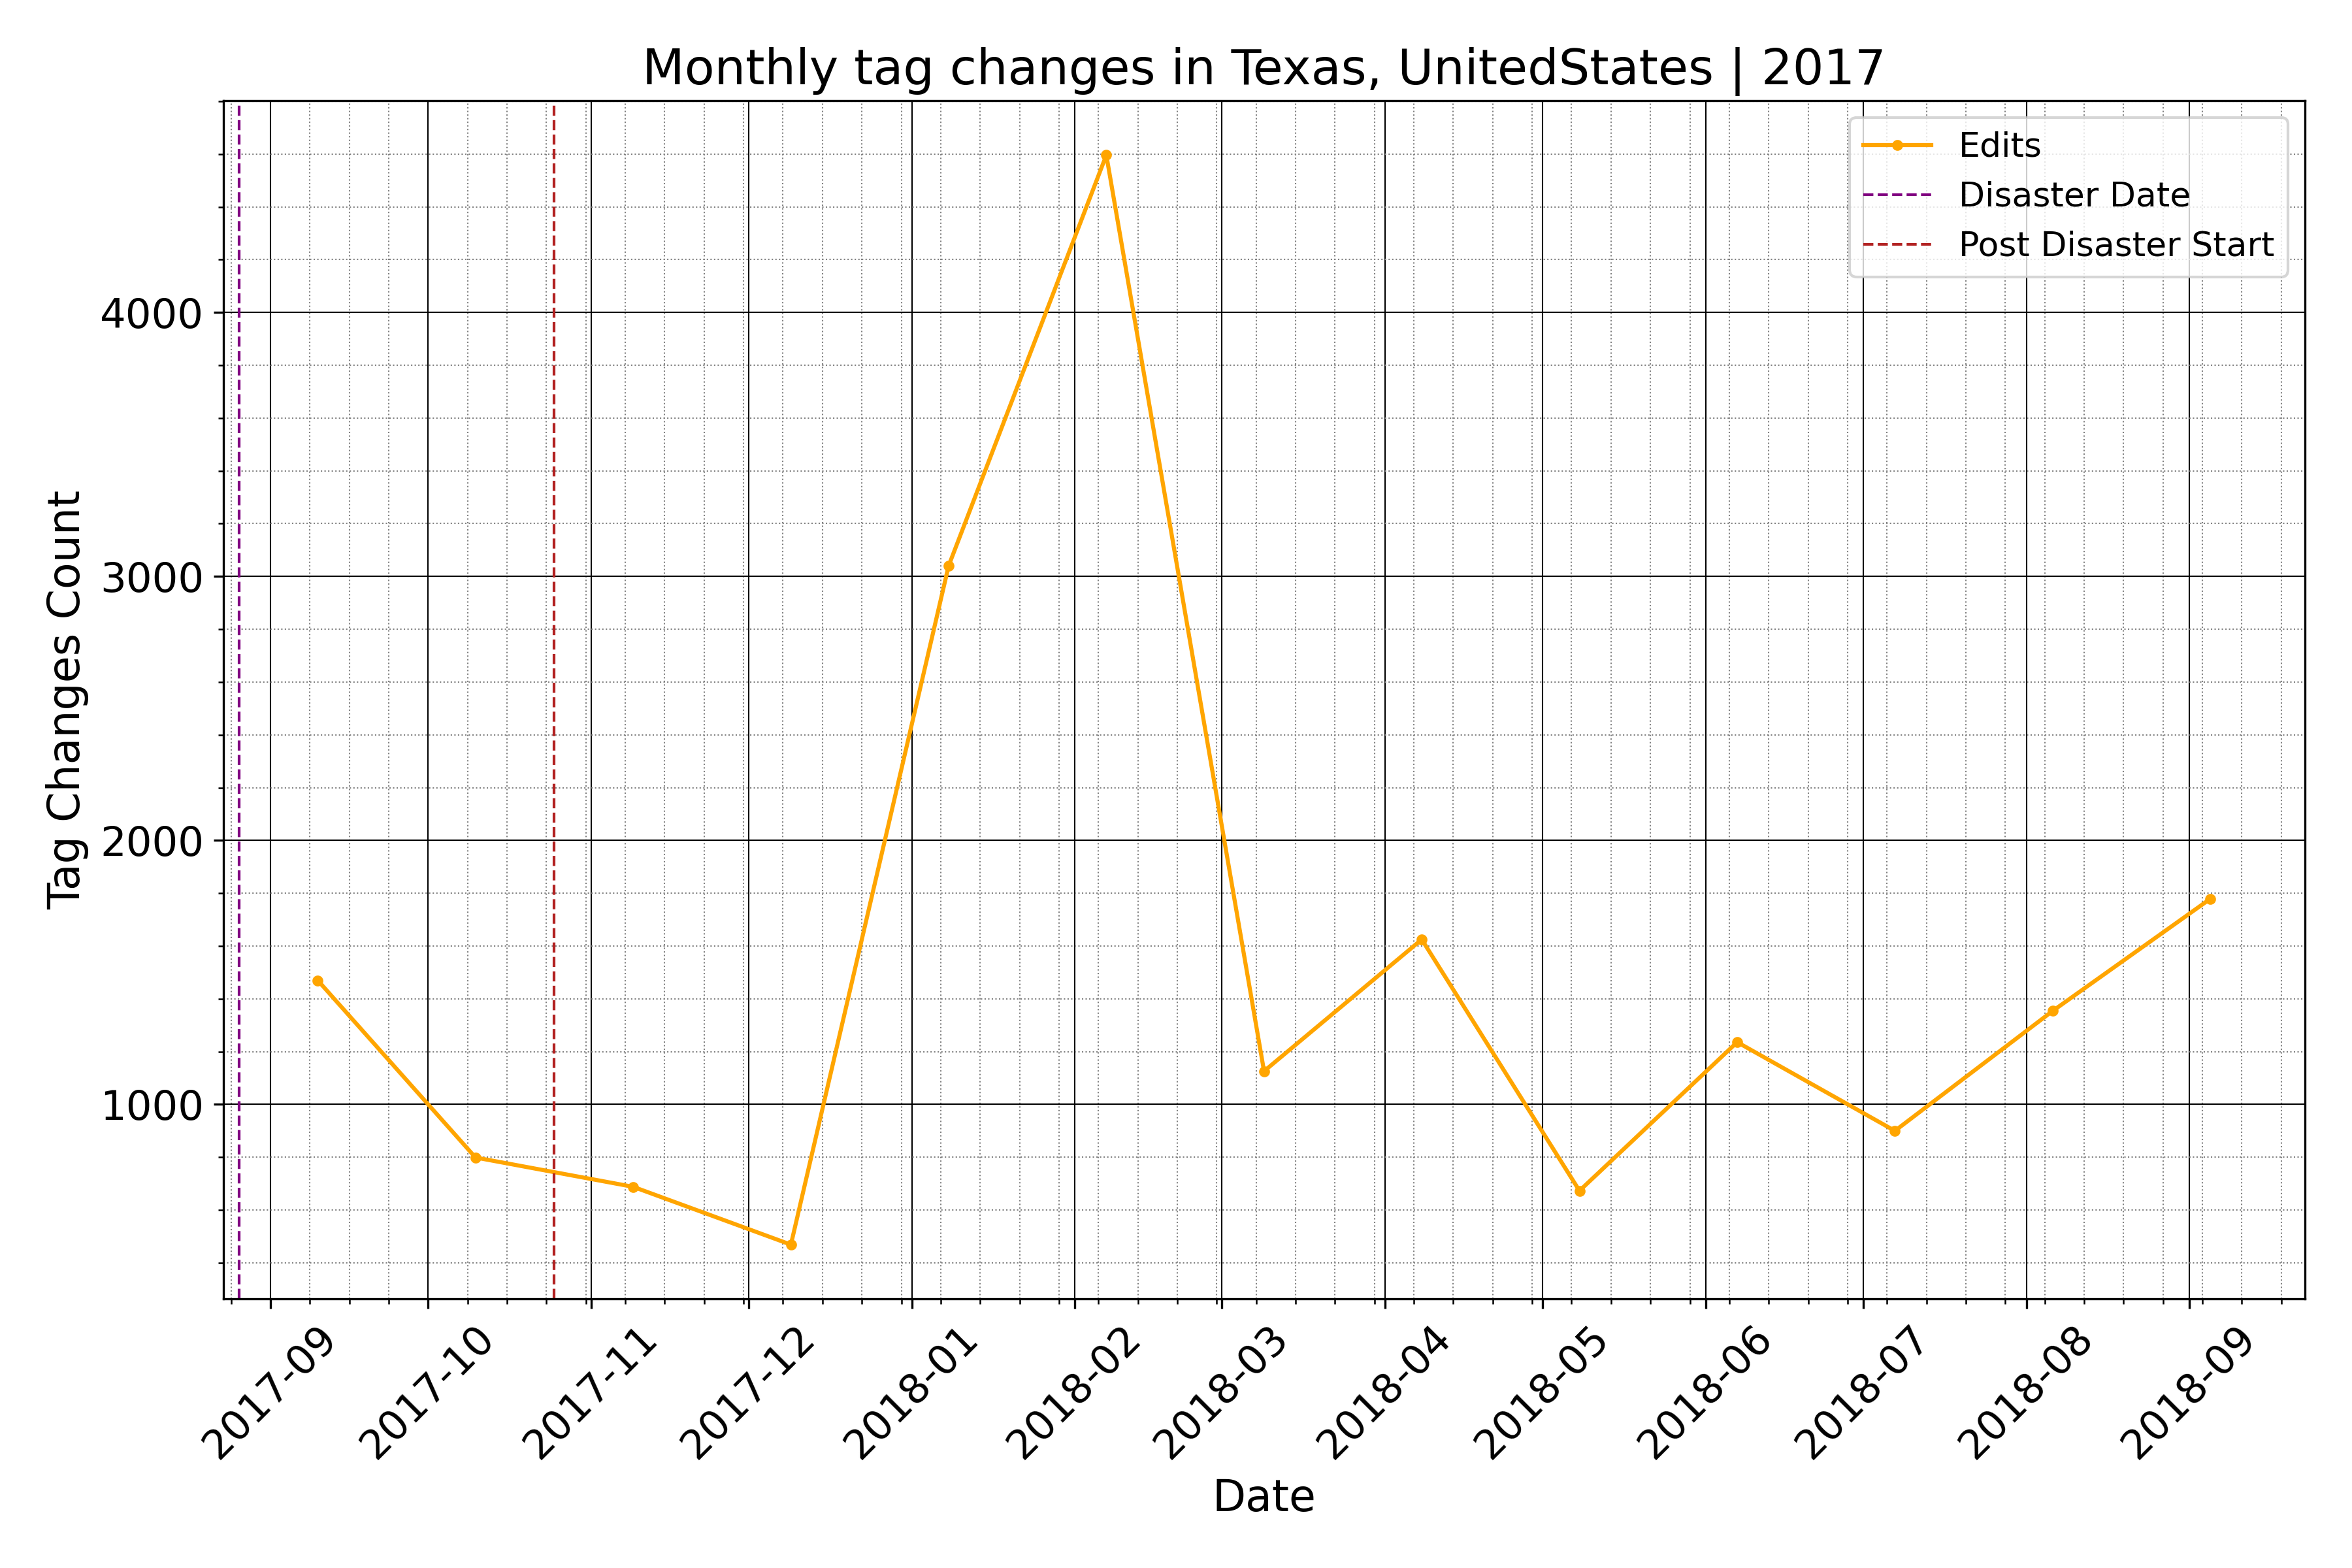 Monthly tag changes in Texas, UnitedStates | 2017
Edits
Disaster Date
Post Disaster Start
Tag Changes Count
4000
3000
2000
1000
2017-09
2017-10
2017-11
2017-12
2018-01
2018-02
2018-03
2018-04
2018-05
2018-06
2018-07
2018-08
2018-09
Date